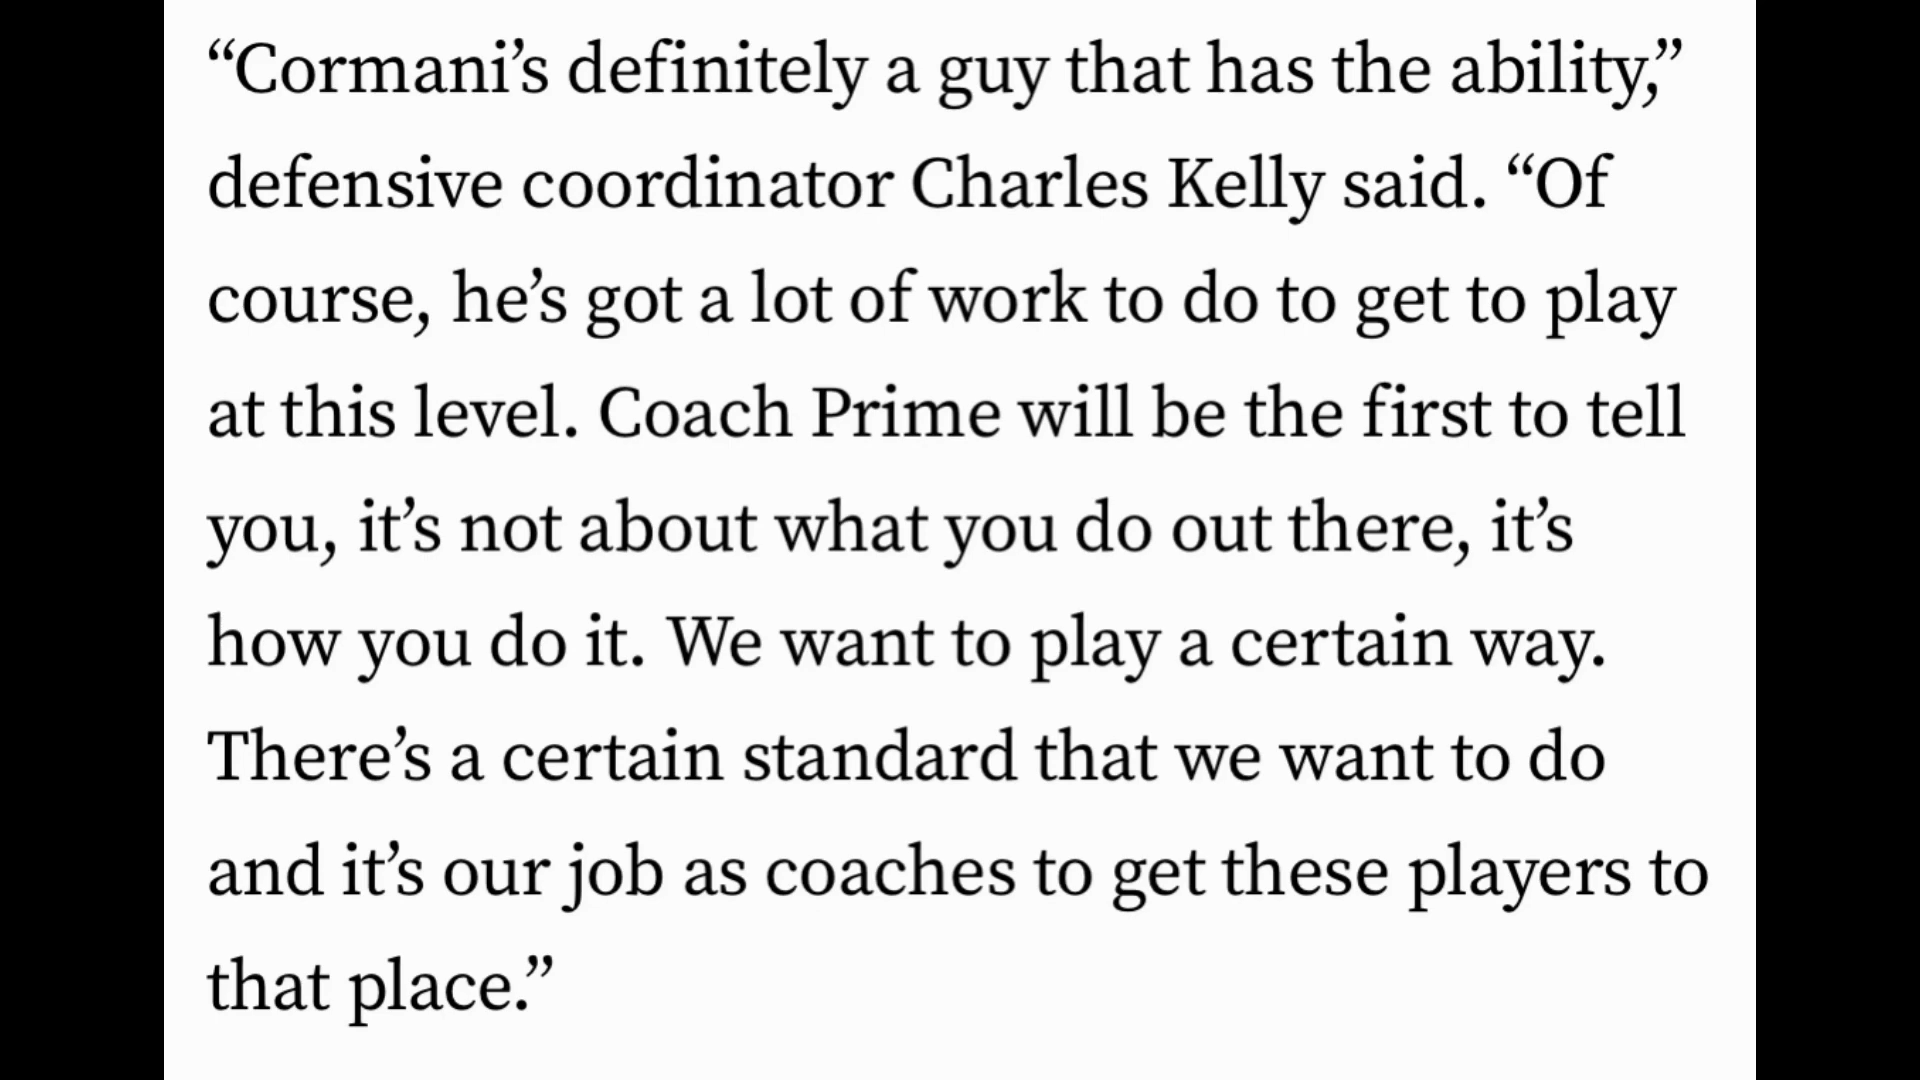 “Cormani’s definitely a guy that has the ability,”
defensive coordinator Charles Kelly said. “Of
course, he’s got a lot of work to do to get to play
at this level. Coach Prime will be the first to tell
you, it’s not about what you do out there, it’s
how you do it. We want to play a certain way.
There’s a certain standard that we want to do
and it’s our job as coaches to get these players to
that place.”